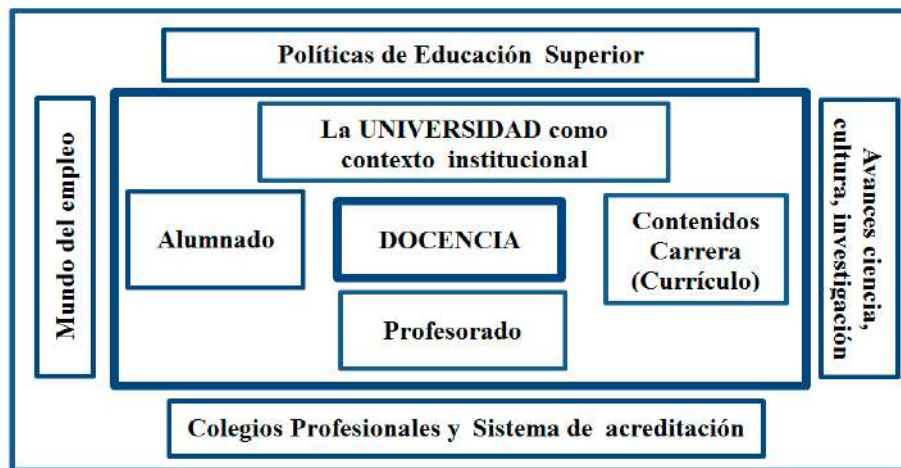 Políticas de Educación Superior
Mundo del empleo
La UNIVERSIDAD como
contexto institucional
Alumnado
DOCENCIA
Contenidos
Carrera
(Currículo)
Profesorado
Avances ciencia,
cultura, investigación
Colegios Profesionales y Sistema de acreditación